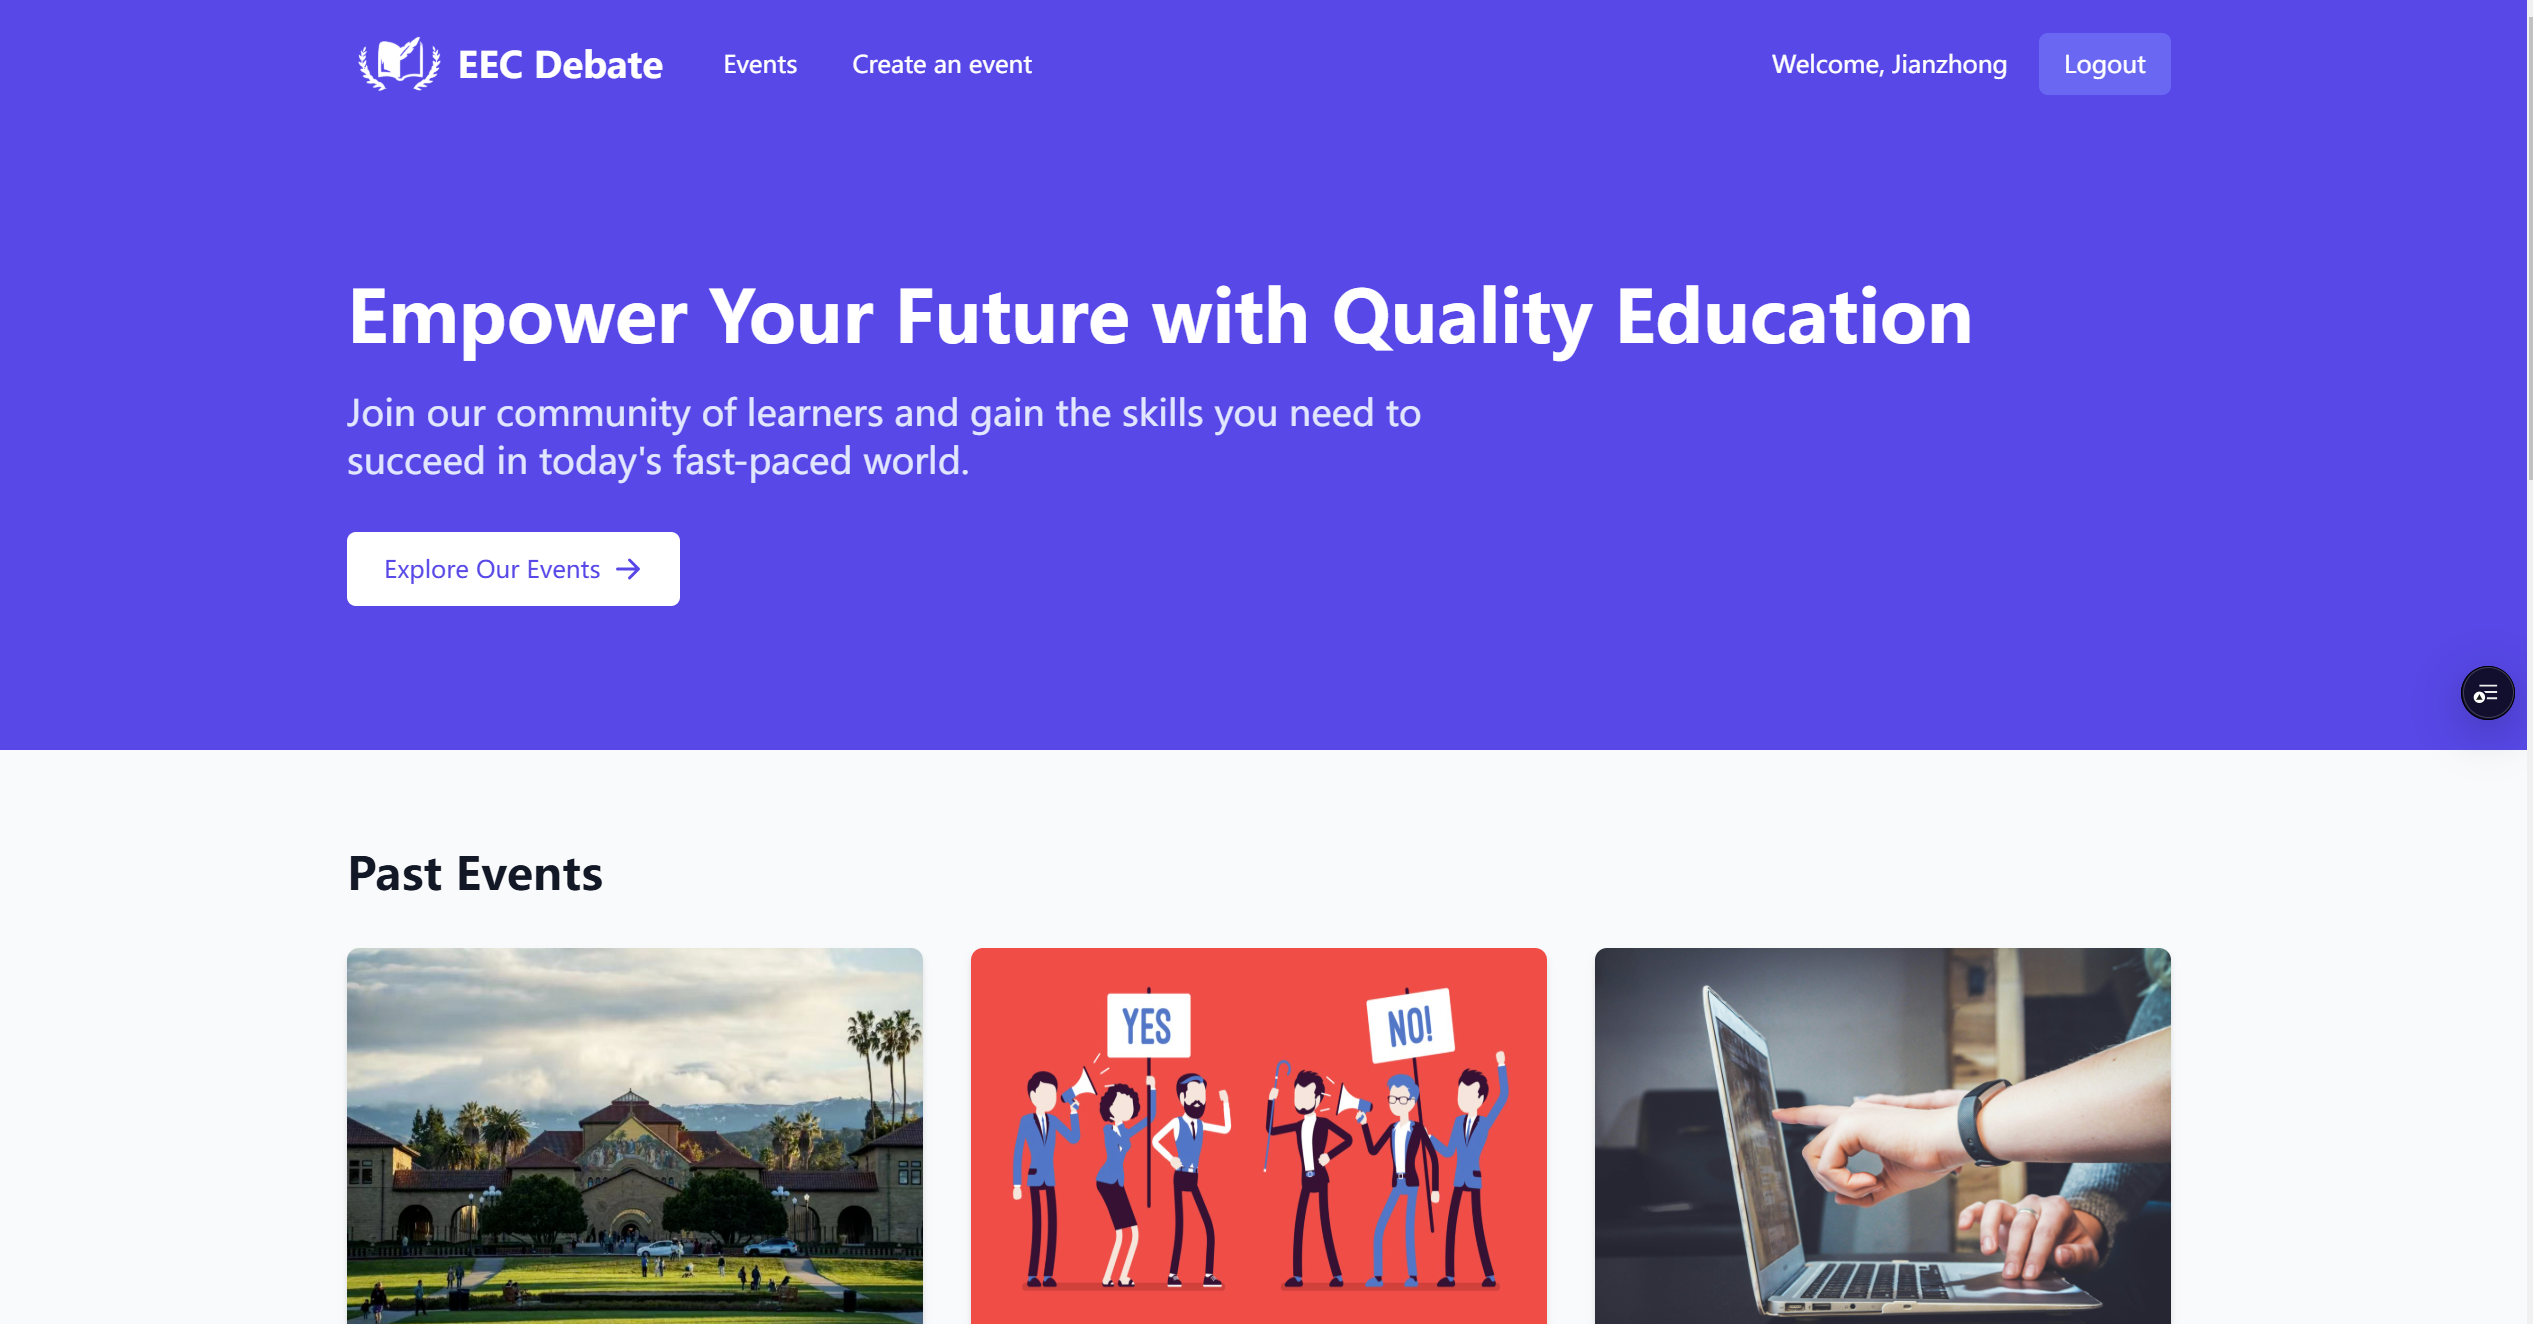 EEC Debate
Events
Create an event
Welcome, Jianzhong
Logout
Empower Your Future with Quality Education
Join our community of learners and gain the skills you need to
succeed in today's fast-paced world.
Explore Our Events
Past Events
YES
NO!